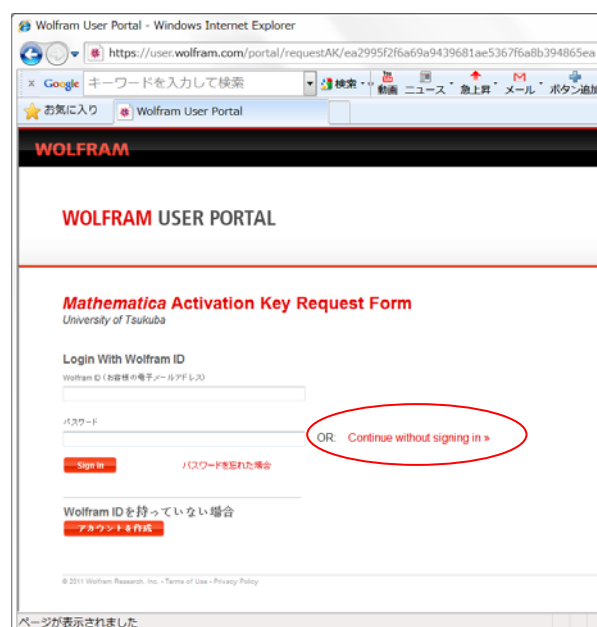 Wolfram User Portal - Windows Internet Explorer
https://user.wolfram.com/portal/requestAK/ea2995f2f6a69a9439681ae5367f6a8b394865ea
x Google キーワードを入力して検索 検索 動画 ニュース 急上昇 メール ボタン追加
お気に入り Wolfram User Portal
WOLFRAM
WOLFRAM USER PORTAL
Mathematica Activation Key Request Form
University of Tsukuba
Login With Wolfram ID
Wolfram ID (お客様の電子メールアドレス)
パスワード
OR: Continue without signing in »
Sign In パスワードを忘れた場合
Wolfram IDを持っていない場合
アカウントを作成
© 2011 Wolfram Research, Inc. - Terms of Use - Privacy Policy
ページが表示されました